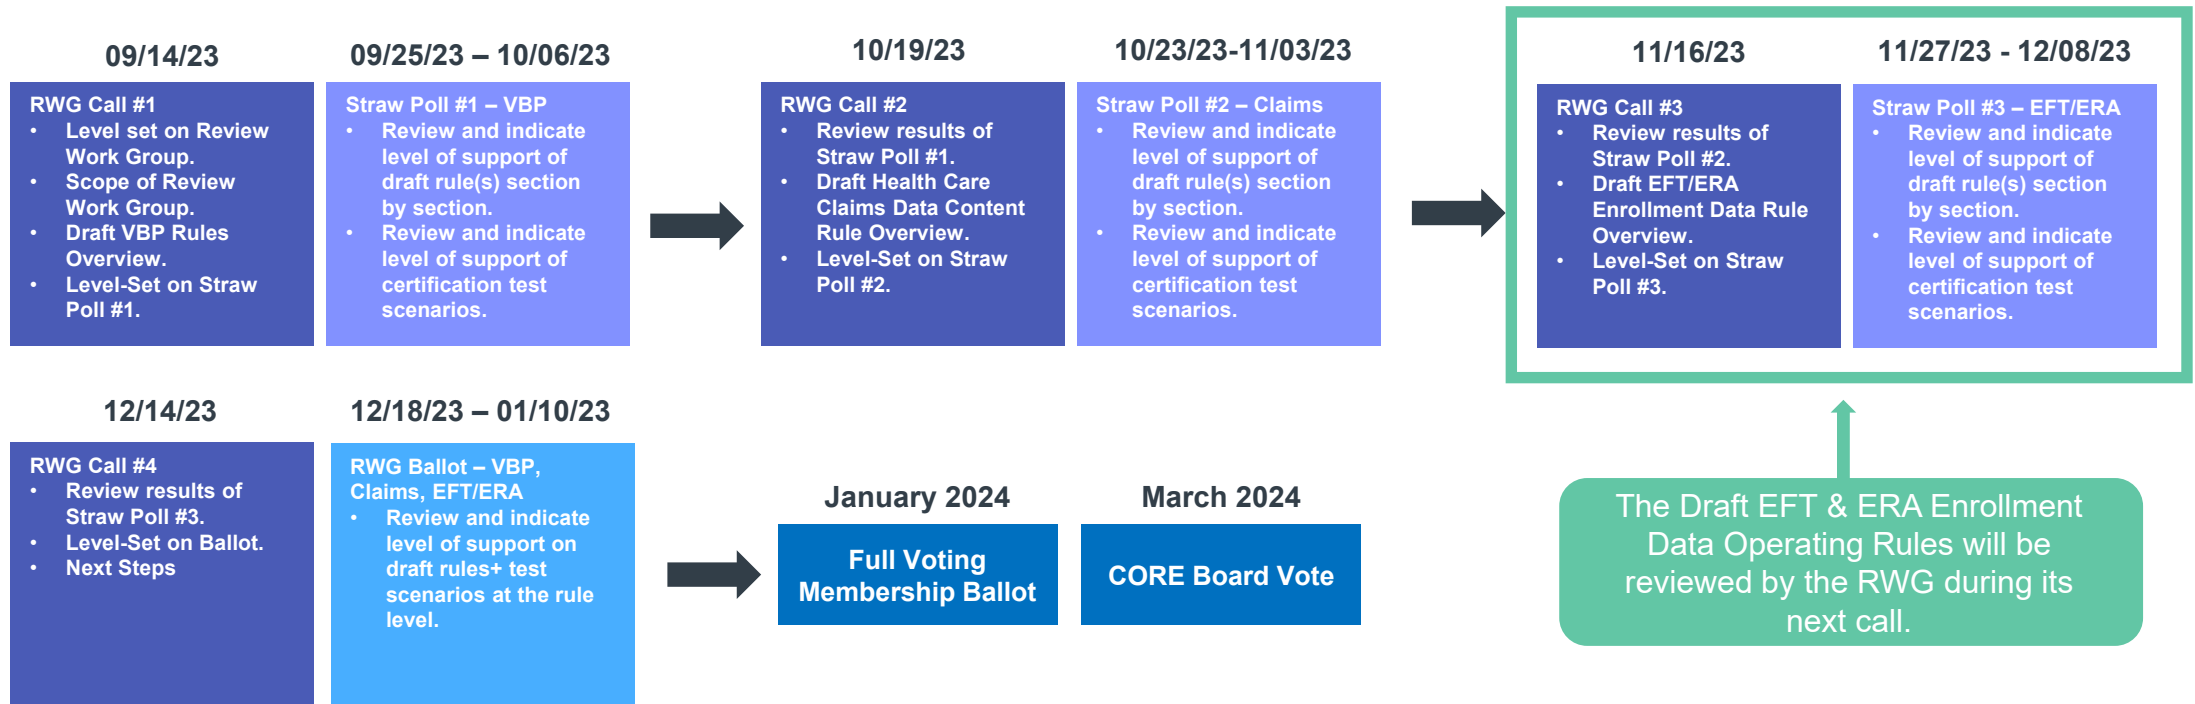 09/14/23
RWG Call #1
• Level set on Review
Work Group.
• Scope of Review
Work Group.
• Draft VBP Rules
Overview.
• Level-Set on Straw
Poll #1.
09/25/23 – 10/06/23
Straw Poll #1 – VBP
• Review and indicate
level of support of
draft rule(s) section
by section.
• Review and indicate
level of support of
certification test
scenarios.
10/19/23
RWG Call #2
• Review results of
Straw Poll #1.
• Draft Health Care
Claims Data Content
Rule Overview.
• Level-Set on Straw
Poll #2.
10/23/23-11/03/23
Straw Poll #2 – Claims
• Review and indicate
level of support of
draft rule(s) section
by section.
• Review and indicate
level of support of
certification test
scenarios.
11/16/23
RWG Call #3
• Review results of
Straw Poll #2.
• Draft EFT/ERA
Enrollment Data Rule
Overview.
• Level-Set on Straw
Poll #3.
11/27/23 - 12/08/23
Straw Poll #3 – EFT/ERA
• Review and indicate
level of support of
draft rule(s) section
by section.
• Review and indicate
level of support of
certification test
scenarios.
12/14/23
RWG Call #4
• Review results of
Straw Poll #3.
• Level-Set on Ballot.
• Next Steps
12/18/23 – 01/10/23
RWG Ballot – VBP,
Claims, EFT/ERA
• Review and indicate
level of support on
draft rules+ test
scenarios at the rule
level.
January 2024
Full Voting
Membership Ballot
March 2024
CORE Board Vote
The Draft EFT & ERA Enrollment
Data Operating Rules will be
reviewed by the RWG during its
next call.